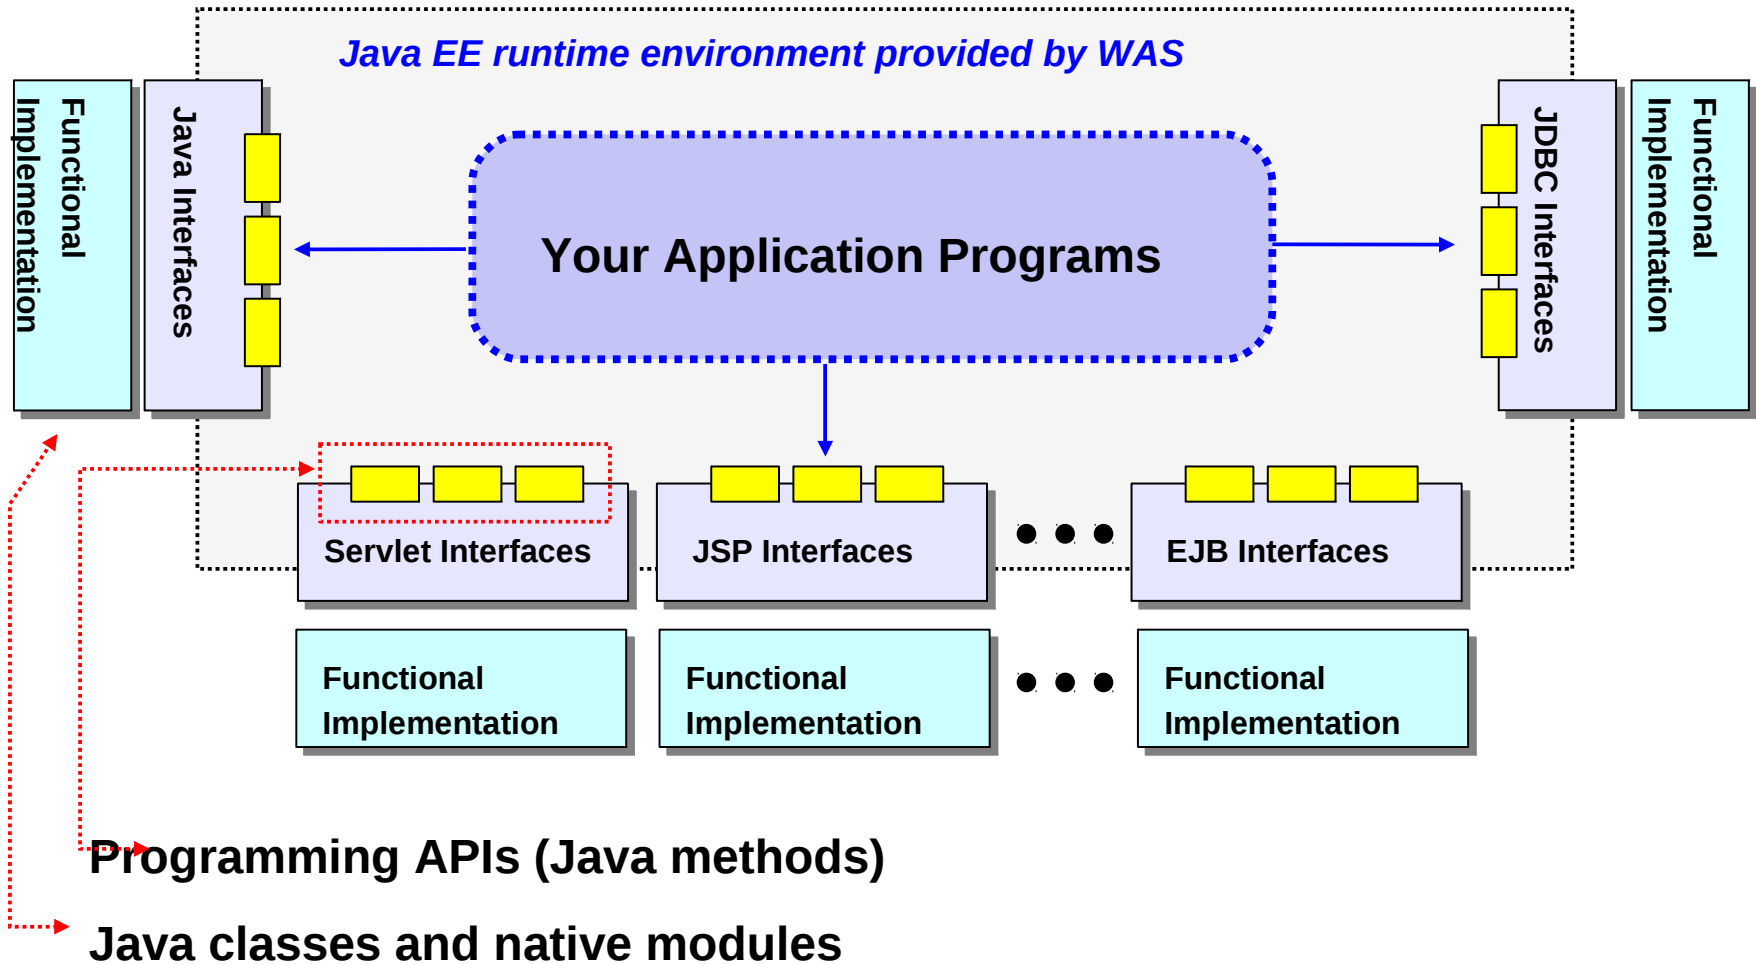 Java EE runtime environment provided by WAS
Functional
Implementation
Java Interfaces
Your Application Programs
JDBC Interfaces
Functional
Implementation
Servlet Interfaces
JSP Interfaces
EJB Interfaces
Functional
Implementation
Functional
Implementation
Functional
Implementation
Programming APIs (Java methods)
Java classes and native modules